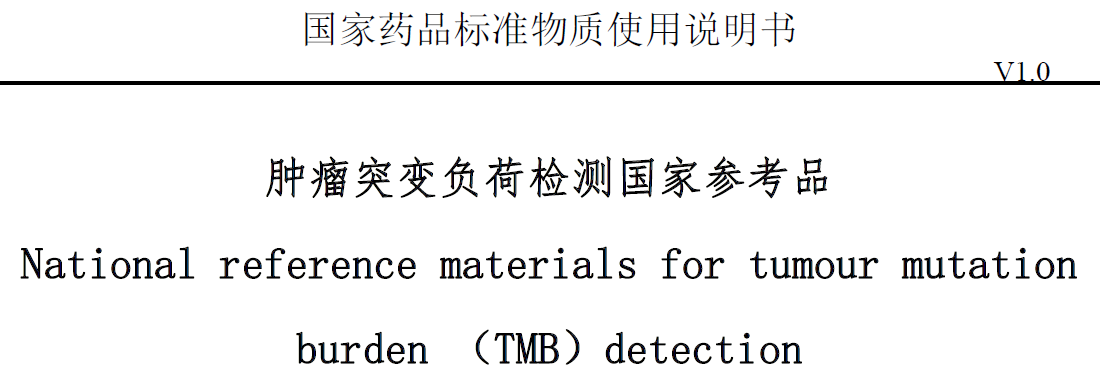 国家药品标准物质使用说明书
V1.0
肿瘤突变负荷检测国家参考品
National reference materials for tumour mutation
burden （TMB）detection